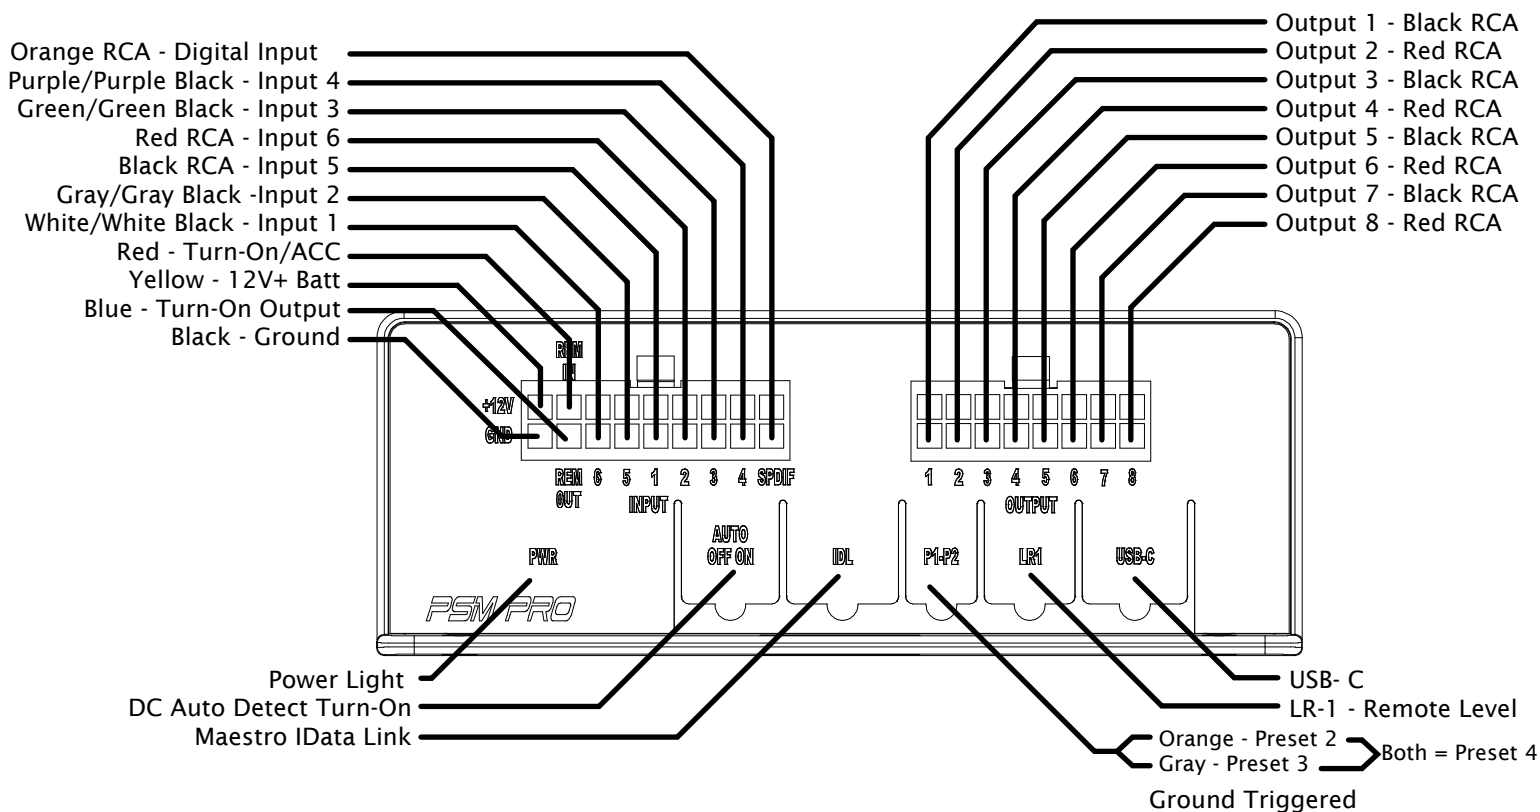 Orange RCA - Digital Input
Purple/Purple Black - Input 4
Green/Green Black - Input 3
Red RCA - Input 6
Black RCA - Input 5
Gray/Gray Black -Input 2
White/White Black - Input 1
Red - Turn-On/ACC
Yellow - 12V+ Batt
Blue - Turn-On Output
Black - Ground
Output 1 - Black RCA
Output 2 - Red RCA
Output 3 - Black RCA
Output 4 - Red RCA
Output 5 - Black RCA
Output 6 - Red RCA
Output 7 - Black RCA
Output 8 - Red RCA
REM
IN
+12V
GND
REM
OUT
6 5 1 2 3 4 SPDIF
INPUT
1 2 3 4 5 6 7 8
OUTPUT
PWR
AUTO
OFF ON
IDL
P1-P2
LR1
USB-C
PSM PRO
Power Light
DC Auto Detect Turn-On
Maestro IData Link
USB- C
LR-1 - Remote Level
Orange - Preset 2
Gray - Preset 3
Both = Preset 4
Ground Triggered